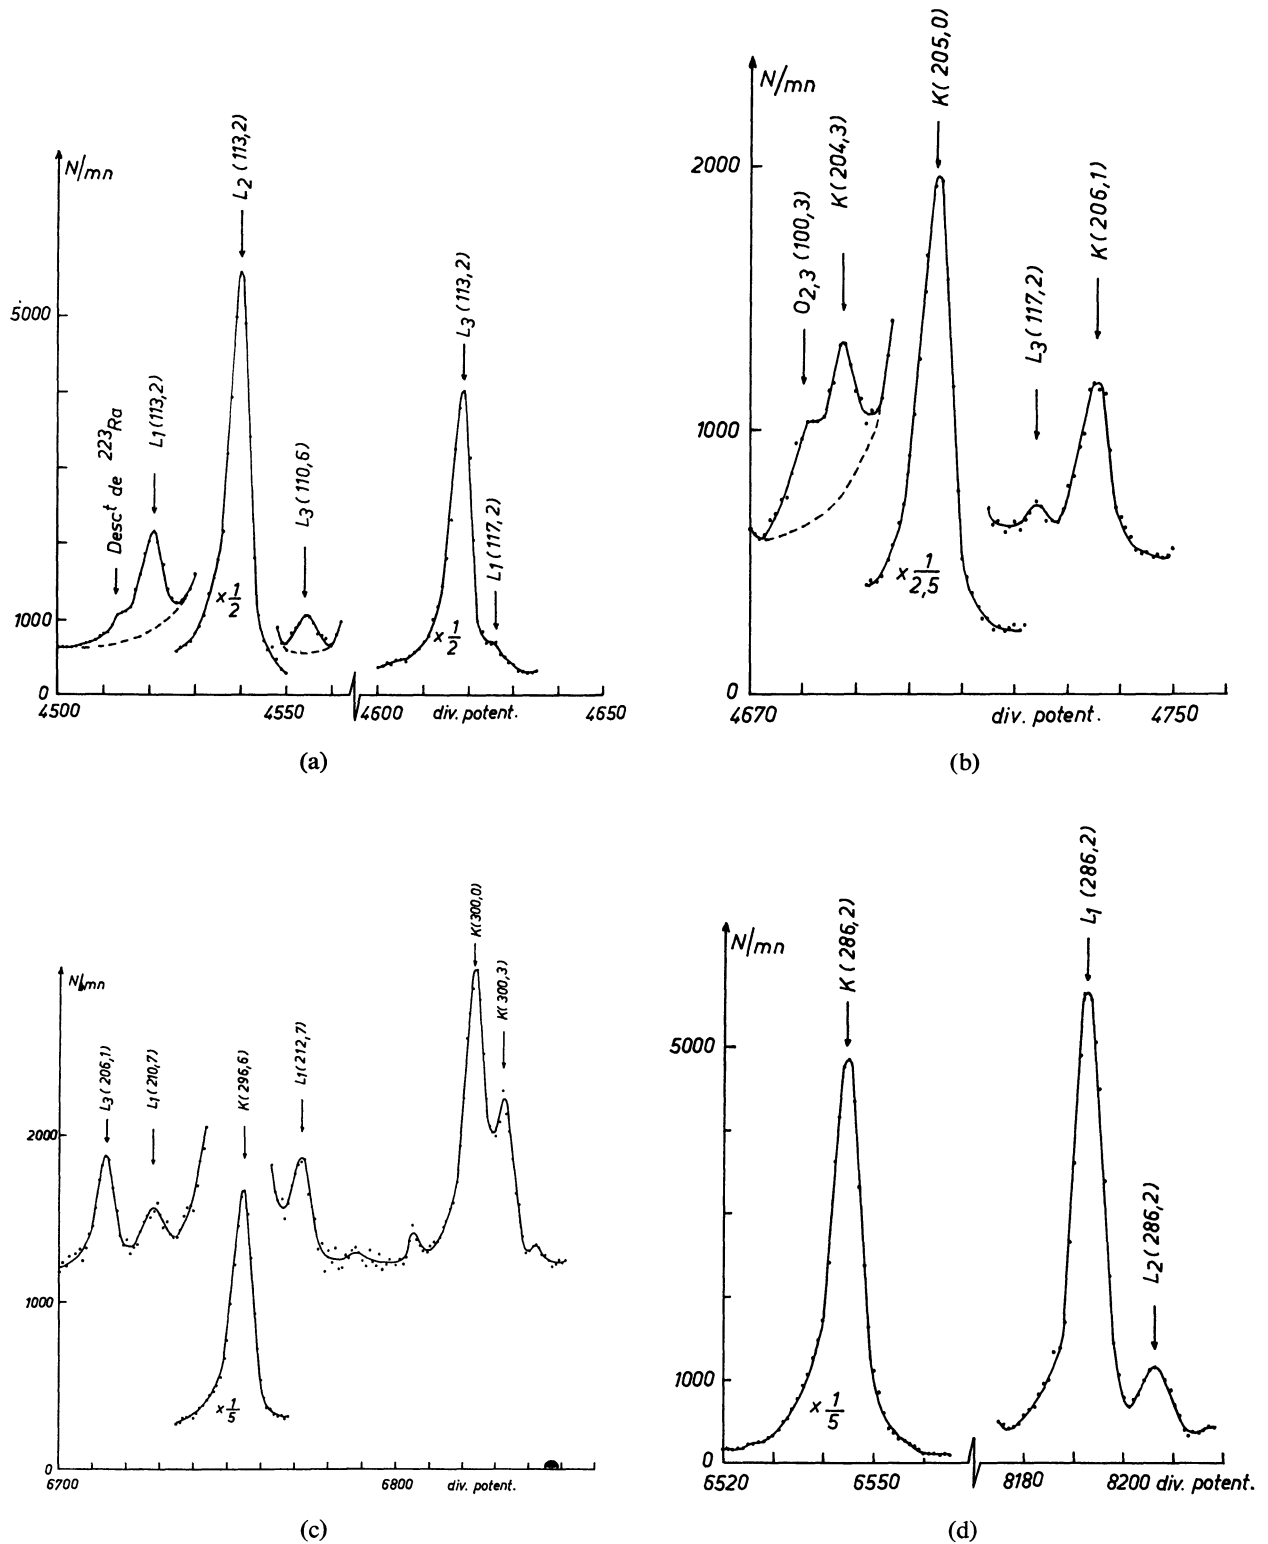 N/mn
L2 (113,2)
5000
L3 (113,2)
L1(113,2)
Desct de 223Ra
L3(110,6)
L1(117,2)
×1/2
×1/2
1000
0
4500
4550
4600
div. potent.
4650
(a)
K(205,0)
N/mn
K(204,3)
2000
K(206,1)
O2,3 (100,3)
L3(117,2)
1000
×1/2,5
0
4670
div. potent.
4750
(b)
K(300,0)
N/mn
K(300,3)
L3(206,1)
L1(210,7)
K(296,6)
L1(212,7)
2000
1000
×1/5
0
6700
6800
div. potent.
(c)
L1 (286,2)
K(286,2)
N/mn
5000
L2(286,2)
1000
×1/5
0
6520
6550
8180
8200 div. potent.
(d)